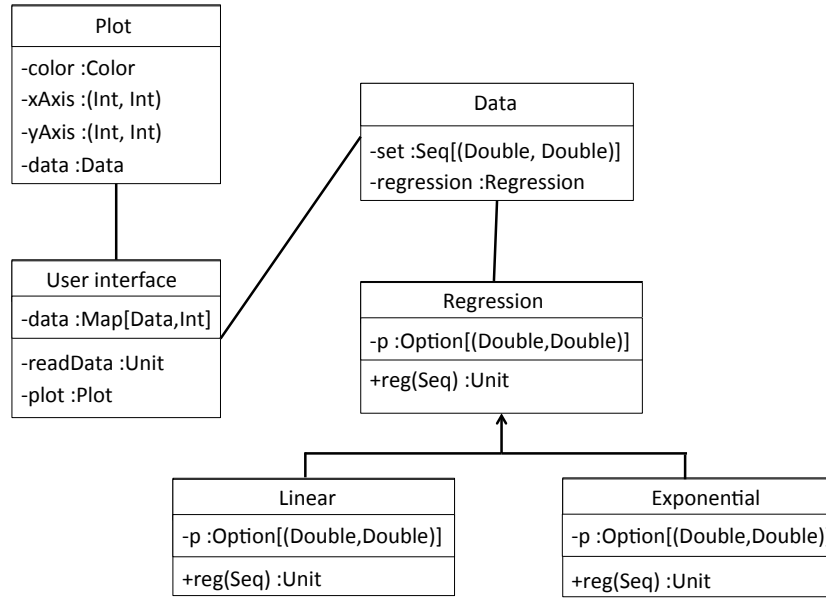 Plot
-color :Color
-xAxis :(Int, Int)
-yAxis :(Int, Int)
-data :Data
Data
-set :Seq[(Double, Double)]
-regression :Regression
User interface
-data :Map[Data,Int]
-readData :Unit
-plot :Plot
Regression
-p :Option[(Double,Double)]
+reg(Seq) :Unit
Linear
-p :Option[(Double,Double)]
+reg(Seq) :Unit
Exponential
-p :Option[(Double,Double)
+reg(Seq) :Unit